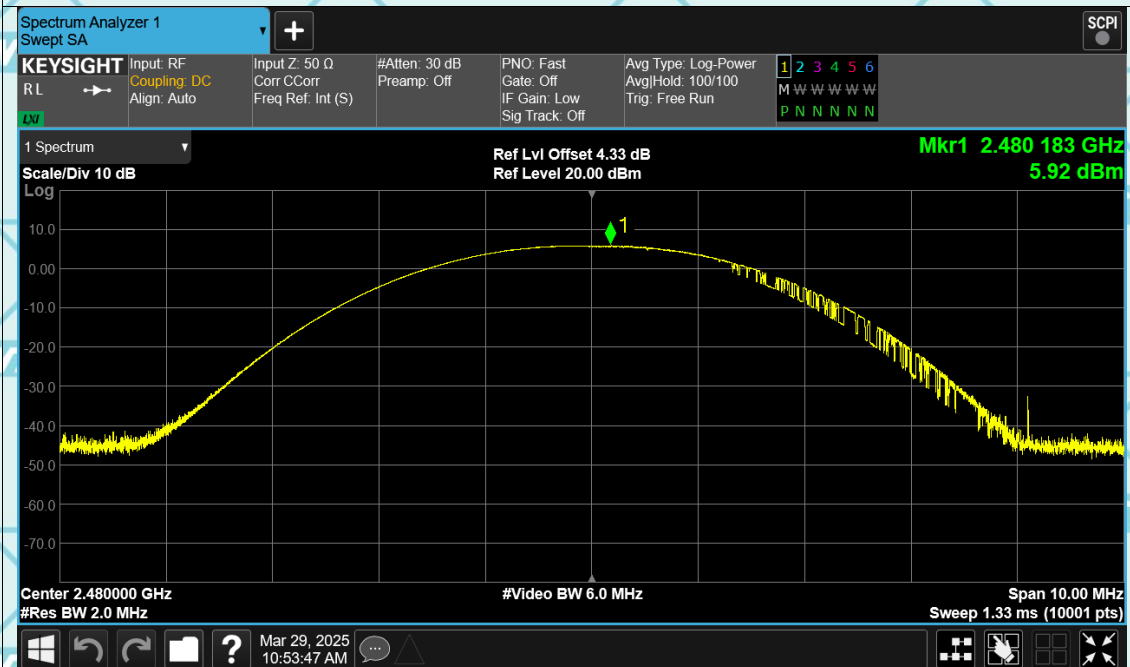 Spectrum Analyzer 1
Swept SA
+
SCPI
KEYSIGHT
RL
LXI
Input: RF
Coupling: DC
Align: Auto
Input Z: 50 Ω
Corr CCorr
Freq Ref: Int (S)
#Atten: 30 dB
Preamp: Off
PNO: Fast
Gate: Off
IF Gain: Low
Sig Track: Off
Avg Type: Log-Power
Avg|Hold: 100/100
Trig: Free Run
1 2 3 4 5 6
M W W W W W
P N N N N N
1 Spectrum
Scale/Div 10 dB
Log
Ref Lvl Offset 4.33 dB
Ref Level 20.00 dBm
Mkr1 2.480 183 GHz
5.92 dBm
1
10.0
0.00
-10.0
-20.0
-30.0
-40.0
-50.0
-60.0
-70.0
Center 2.480000 GHz
#Res BW 2.0 MHz
#Video BW 6.0 MHz
Span 10.00 MHz
Sweep 1.33 ms (10001 pts)
?
Mar 29, 2025
10:53:47 AM